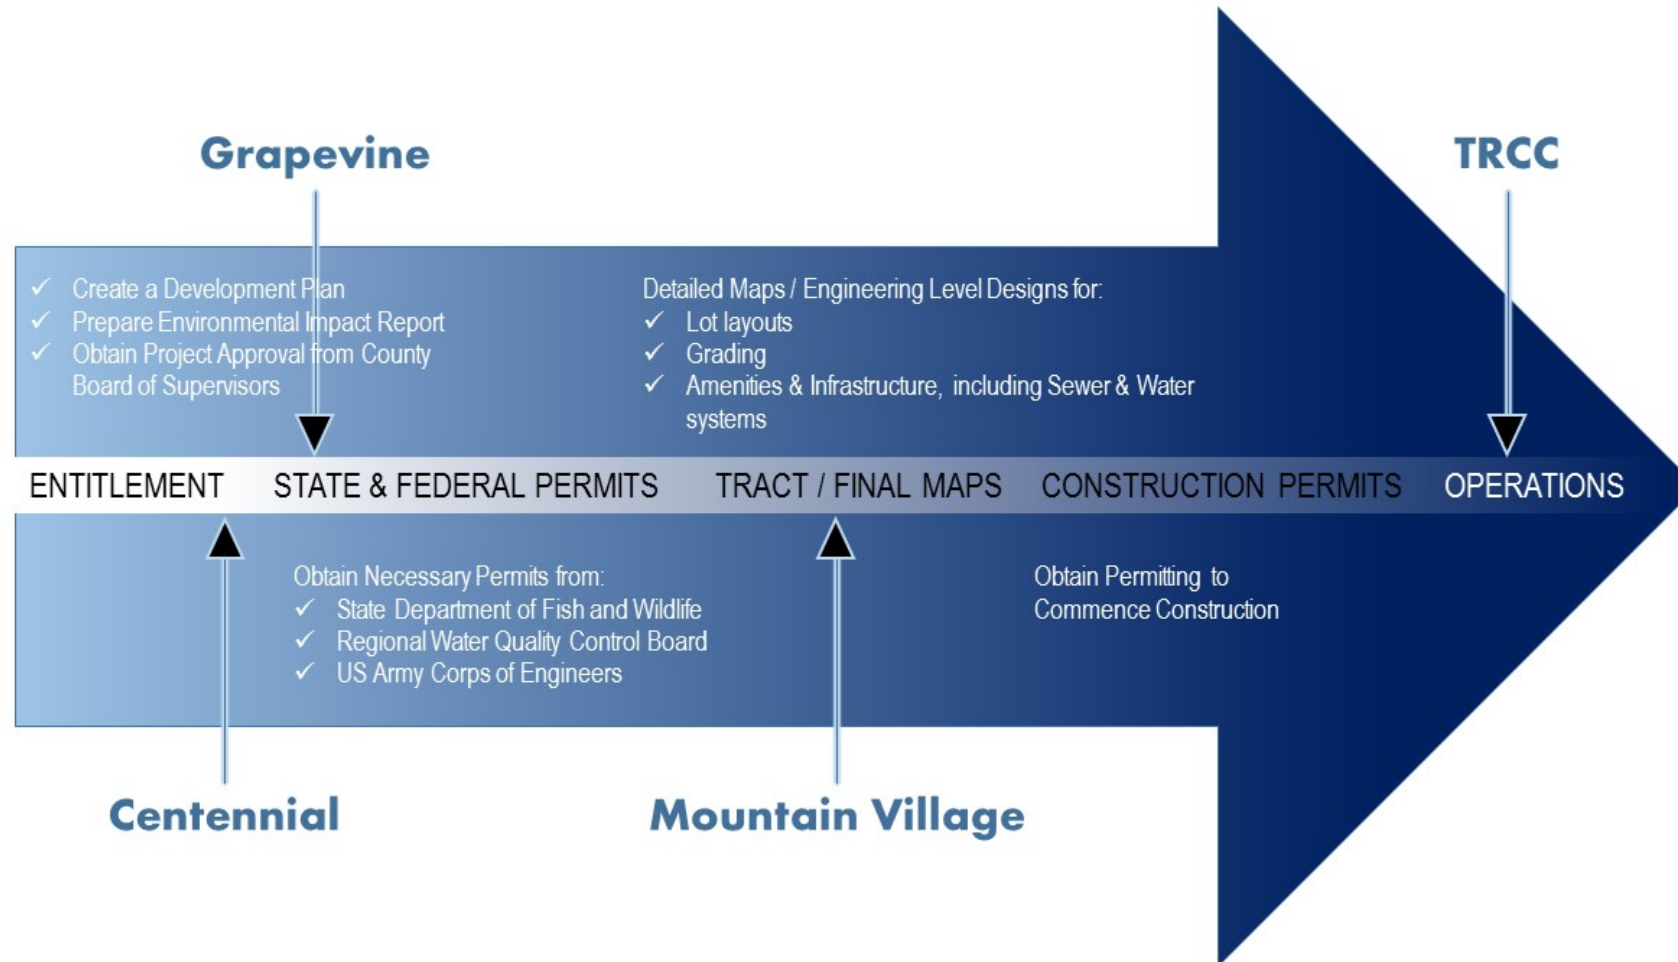 Grapevine
TRCC
✓ Create a Development Plan
✓ Prepare Environmental Impact Report
✓ Obtain Project Approval from County
Board of Supervisors
Detailed Maps / Engineering Level Designs for:
✓ Lot layouts
✓ Grading
✓ Amenities & Infrastructure, including Sewer & Water
systems
ENTITLEMENT STATE & FEDERAL PERMITS TRACT / FINAL MAPS CONSTRUCTION PERMITS OPERATIONS
Obtain Necessary Permits from:
✓ State Department of Fish and Wildlife
✓ Regional Water Quality Control Board
✓ US Army Corps of Engineers
Obtain Permitting to
Commence Construction
Centennial
Mountain Village